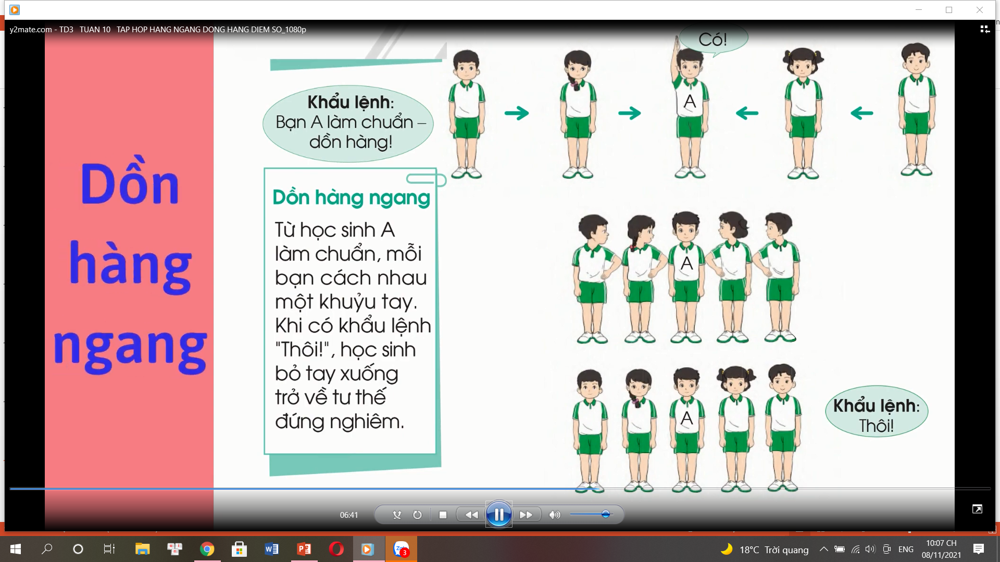 y2mate.com - TD3 TUAN 10 TAP HOP HANG NGANG DONG HANG DIEM SO_1080p
Dồn
hàng
ngang
Khẩu lệnh:
Bạn A làm chuẩn –
dồn hàng!
Có!
A
Dồn hàng ngang
Từ học sinh A
làm chuẩn, mỗi
bạn cách nhau
một khuỷu tay.
Khi có khẩu lệnh
"Thôi!", học sinh
bỏ tay xuống
trở về tư thế
đứng nghiêm.
A
A
Khẩu lệnh:
Thôi!
06:41
3
18°C Trời quang
ENG
10:07 CH
08/11/2021